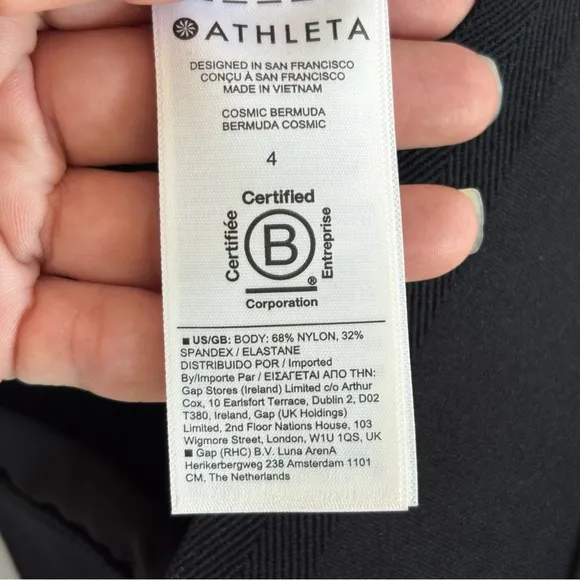 ATHLETA
DESIGNED IN SAN FRANCISCO
CONÇU À SAN FRANCISCO
MADE IN VIETNAM
COSMIC BERMUDA
BERMUDA COSMIC
4
Certified
Certifiée
B
Entreprise
®
Corporation
■ US/GB: BODY: 68% NYLON, 32%
SPANDEX / ELASTANE
DISTRIBUIDO POR / Imported
By/Importe Par / ΕΙΣΑΓΕΤΑΙ ΑΠΟ ΤΗΝ:
Gap Stores (Ireland) Limited c/o Arthur
Cox, 10 Earlsfort Terrace, Dublin 2, D02
T380, Ireland, Gap (UK Holdings)
Limited, 2nd Floor Nations House, 103
Wigmore Street, London, W1U 1QS, UK
■ Gap (RHC) B.V. Luna ArenA
Herikerbergweg 238 Amsterdam 1101
CM, The Netherlands